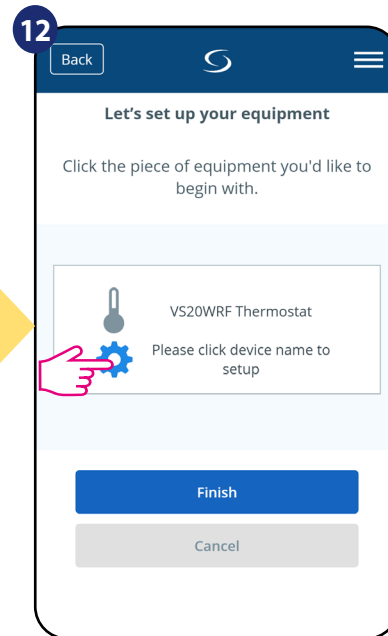 12
Back
Let’s set up your equipment
Click the piece of equipment you'd like to
begin with.
VS20WRF Thermostat
Please click device name to
setup
Finish
Cancel